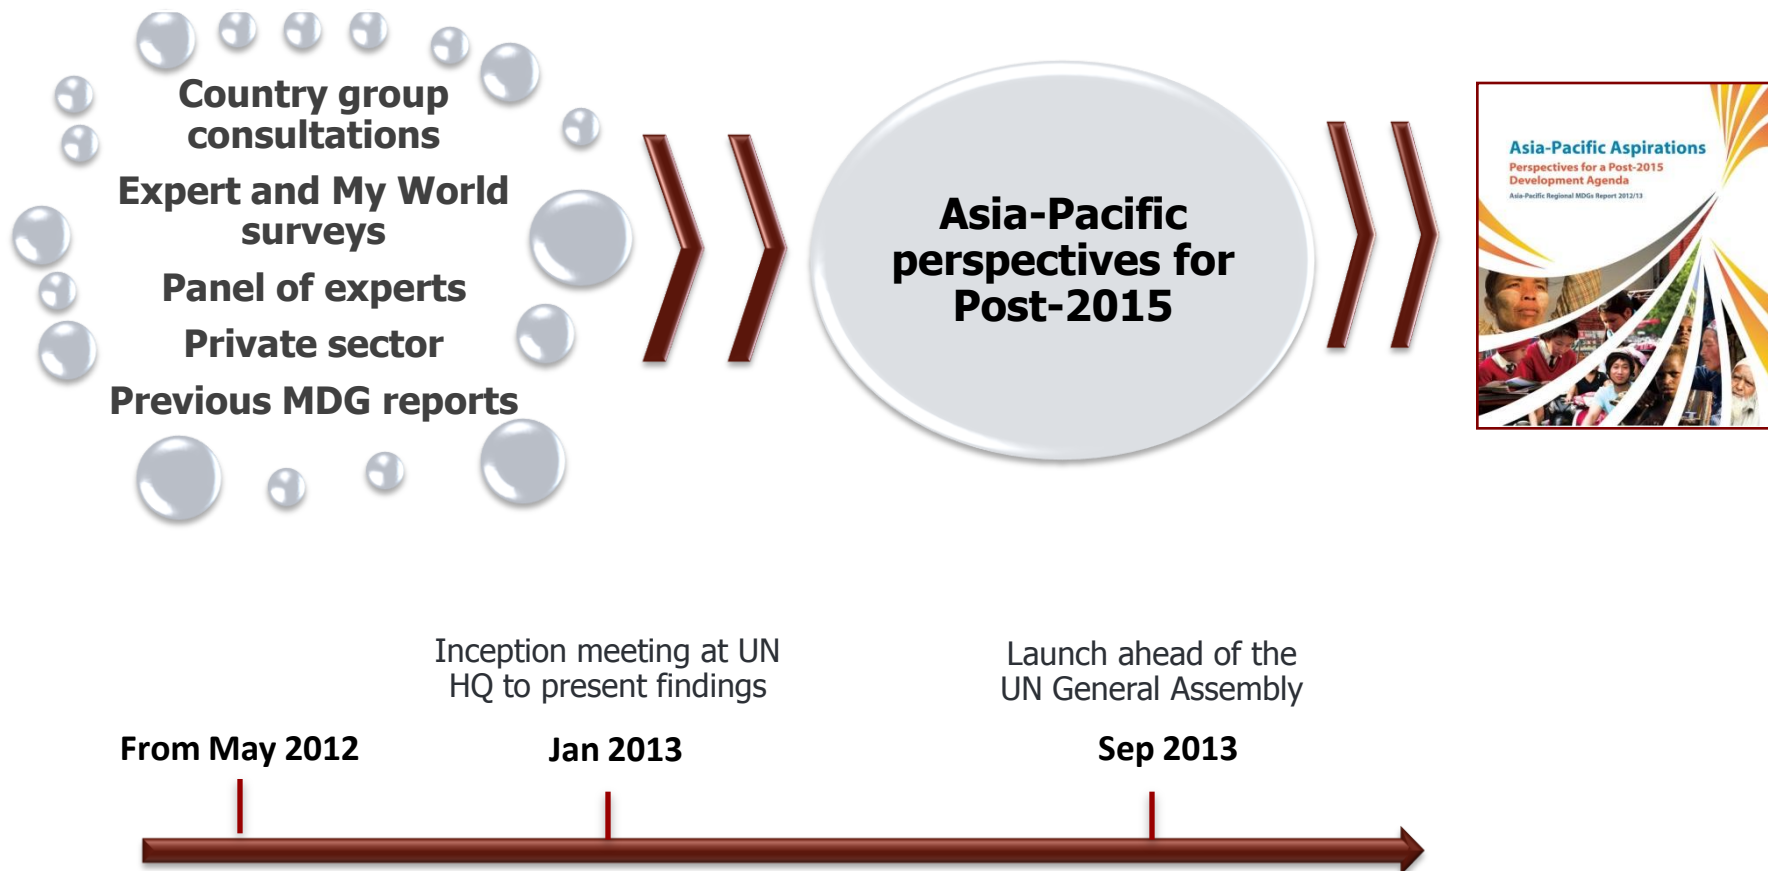 Country group
consultations
Expert and My World
surveys
Panel of experts
Private sector
Previous MDG reports
Asia-Pacific
perspectives for
Post-2015
Asia-Pacific Aspirations
Perspectives for a Post-2015
Development Agenda
Asia-Pacific Regional MDGs Report 2012/13
Inception meeting at UN
HQ to present findings
Launch ahead of the
UN General Assembly
From May 2012
Jan 2013
Sep 2013